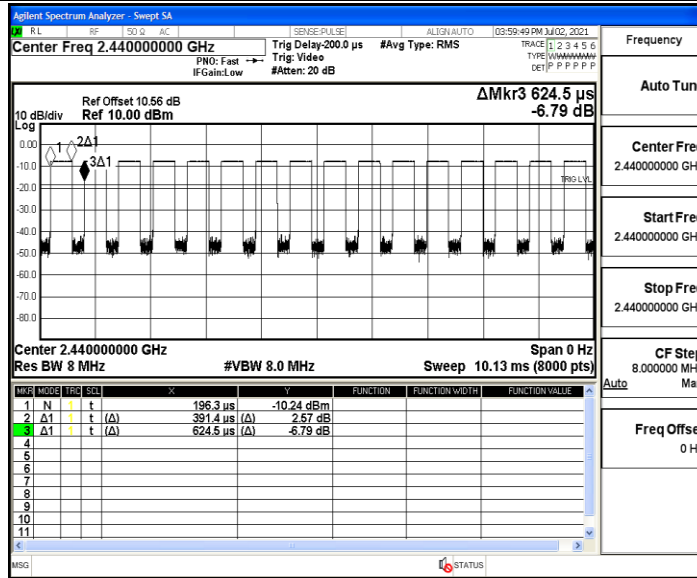 Agilent Spectrum Analyzer - Swept SA
RL RF 50 Ω AC SENSE:PULSE ALIGN AUTO 03:59:49 PM Jul 02, 2021
Center Freq 2.440000000 GHz
PNO: Fast
IFGain:Low
Trig Delay-200.0 µs
Trig: Video
#Atten: 20 dB
#Avg Type: RMS
TRACE 1 2 3 4 5 6
TYPE WWWWWW
DET P P P P P P
Ref Offset 10.56 dB
10 dB/div Ref 10.00 dBm
ΔMkr3 624.5 µs
-6.79 dB
Log
0.00
-10.0
-20.0
-30.0
-40.0
-50.0
-60.0
-70.0
-80.0
1
2Δ1
3Δ1
TRIG LVL
Center 2.440000000 GHz Span 0 Hz
Res BW 8 MHz #VBW 8.0 MHz Sweep 10.13 ms (8000 pts)
MKR MODE TRC SCL X Y FUNCTION FUNCTION WIDTH FUNCTION VALUE
1 N 1 t 196.3 µs -10.24 dBm
2 Δ1 1 t (Δ) 391.4 µs (Δ) 2.57 dB
3 Δ1 1 t (Δ) 624.5 µs (Δ) -6.79 dB
4
5
6
7
8
9
10
11
MSG STATUS
Frequency
Auto Tun
Center Fre
2.440000000 GH
Start Fre
2.440000000 GH
Stop Fre
2.440000000 GH
CF Step
8.000000 MH
Auto Ma
Freq Offse
0 H